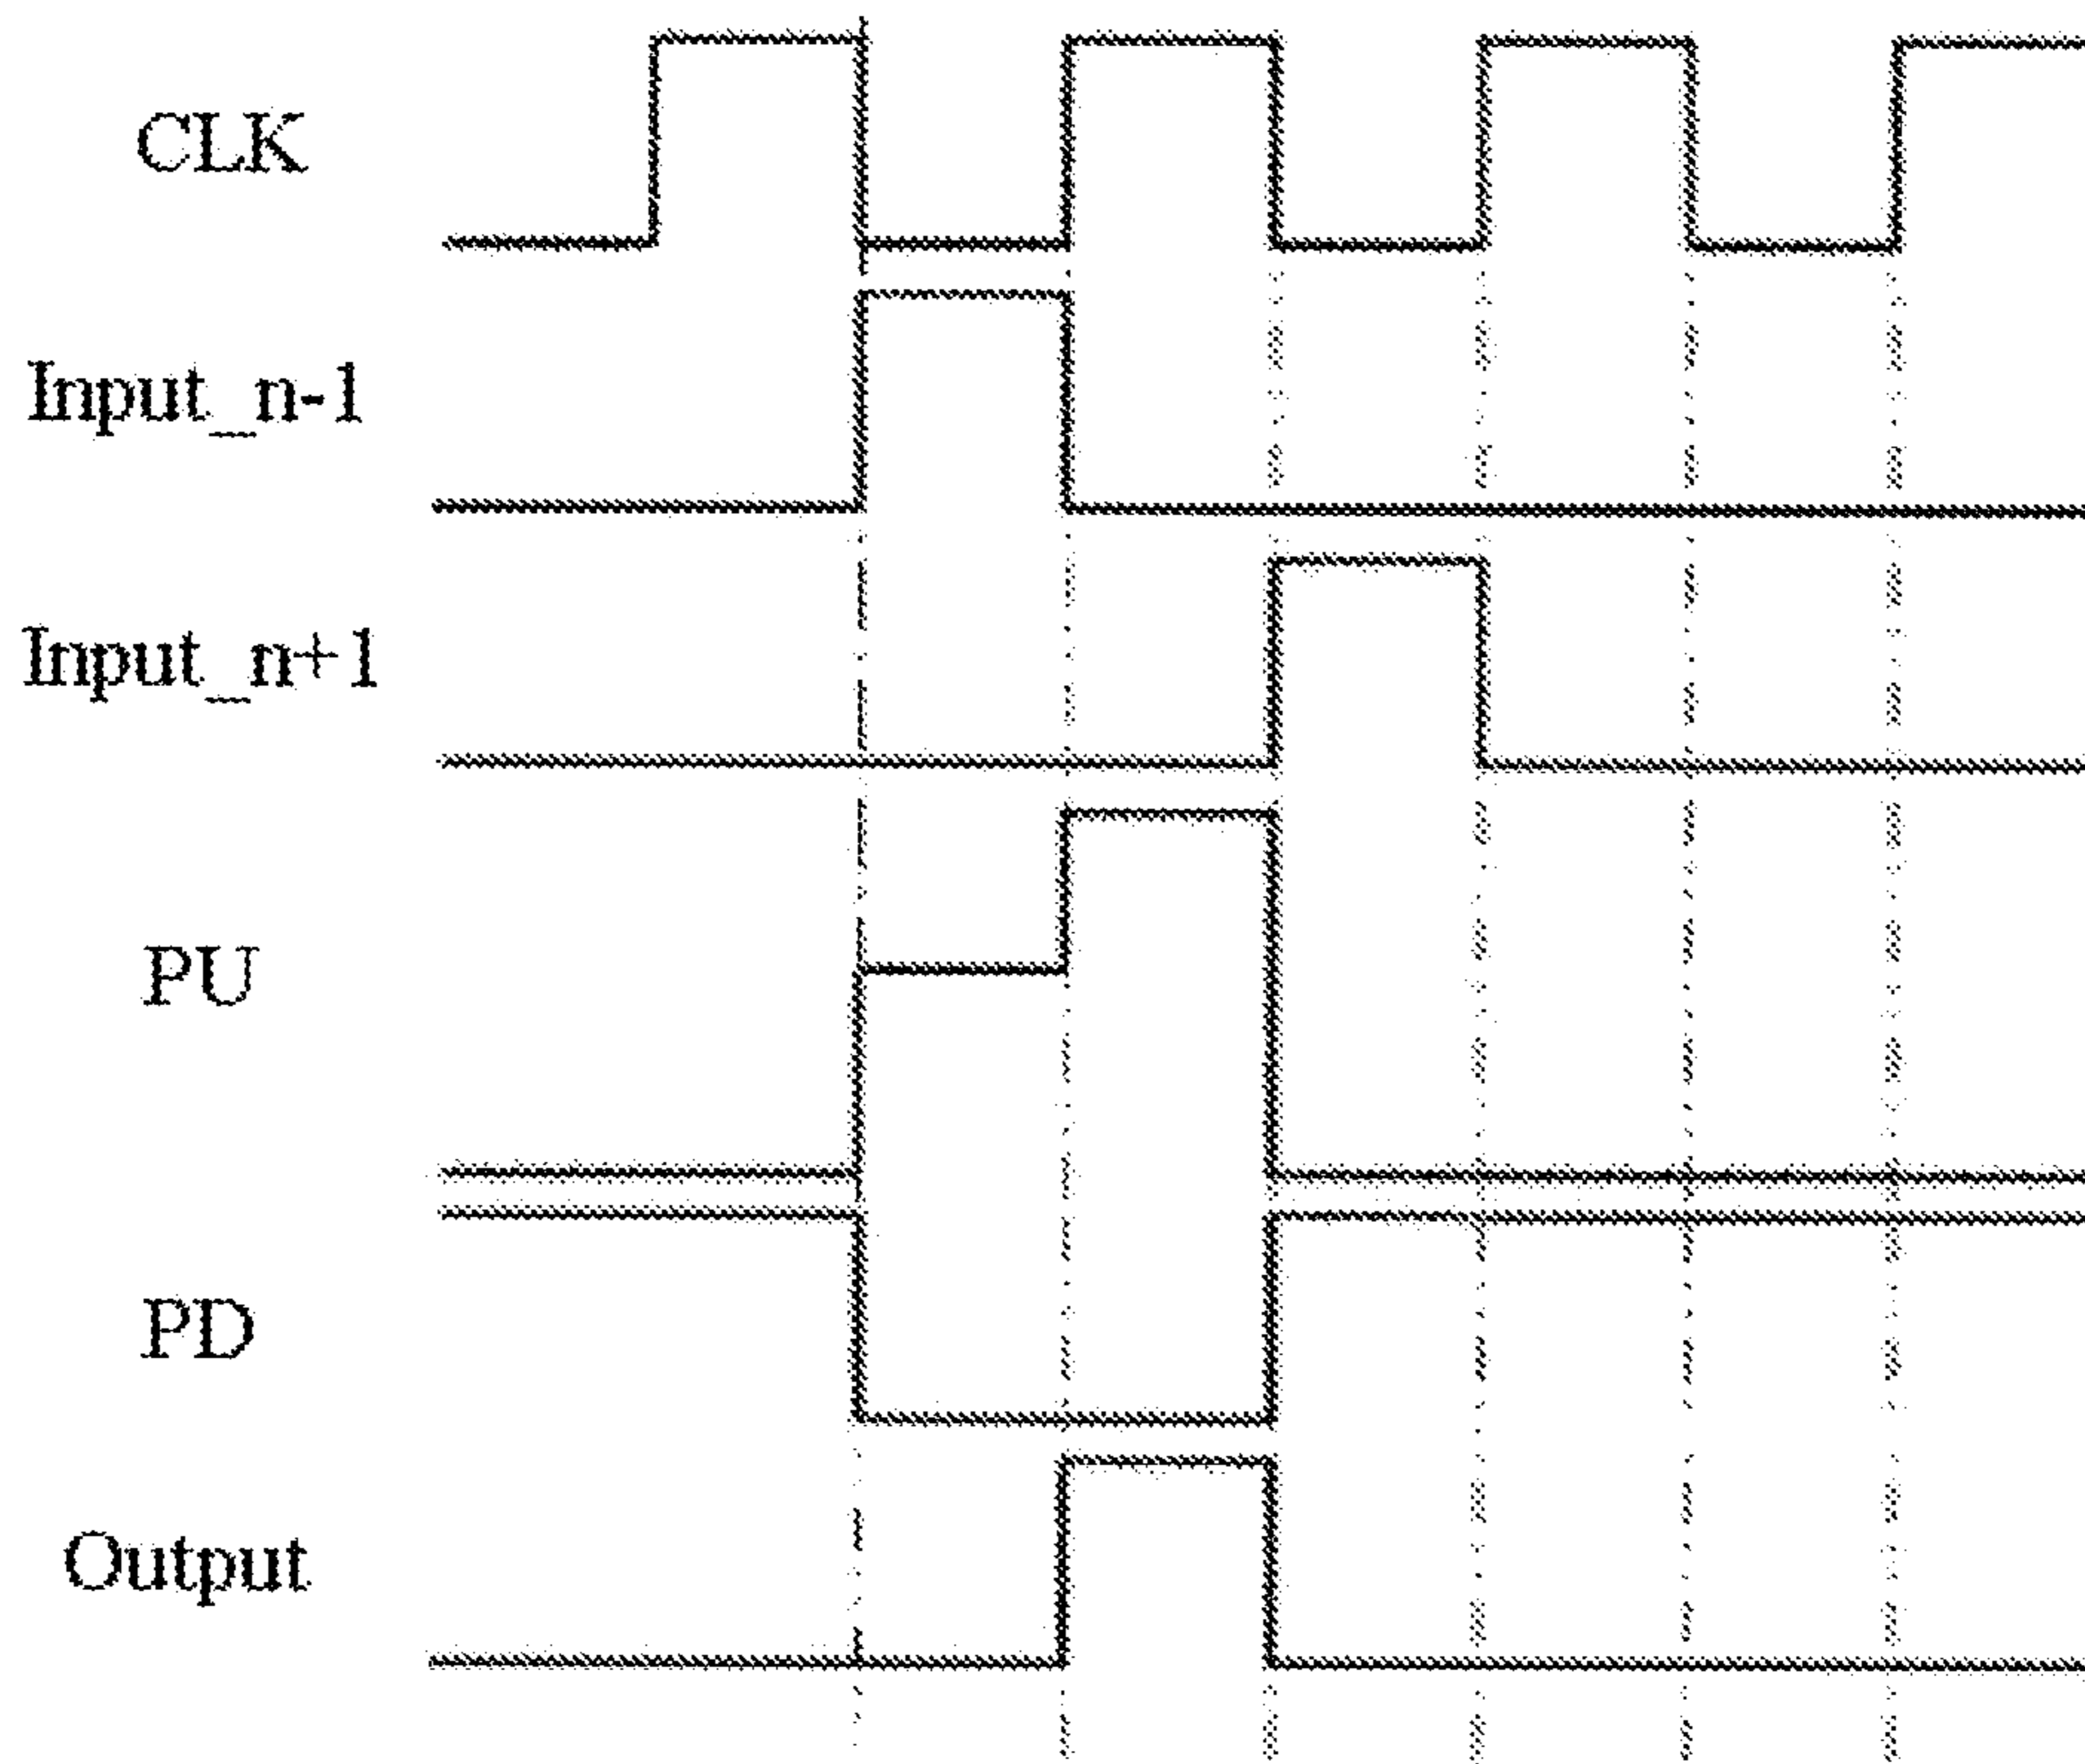 CLK
Input_n-1
Input_n+1
PU
PD
Output